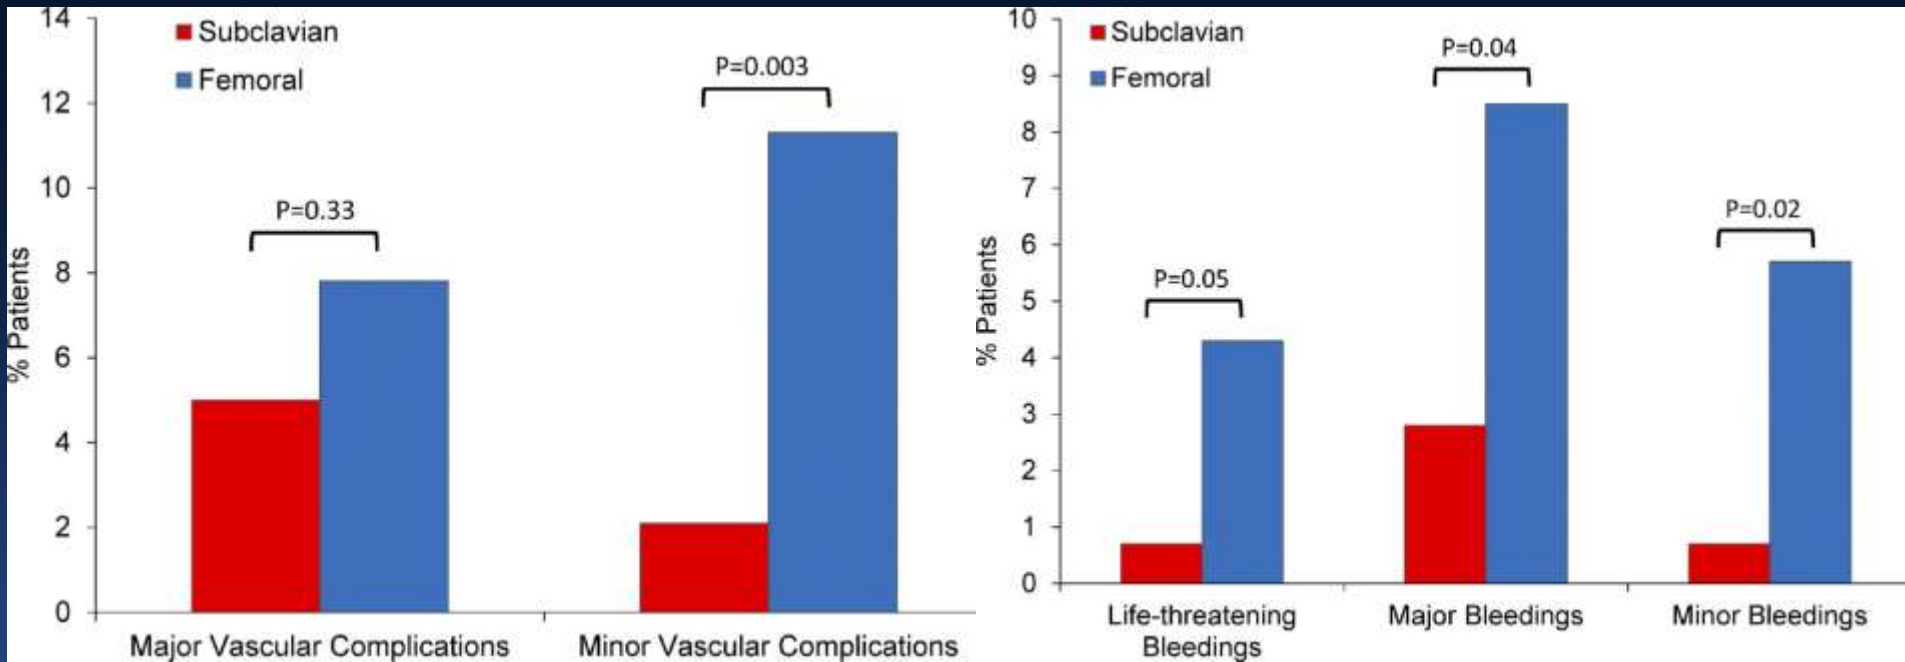 14
12
10
8
6
4
2
0
% Patients
Subclavian
Femoral
P=0.33
P=0.003
Major Vascular Complications
Minor Vascular Complications
10
9
8
7
6
5
4
3
2
1
0
% Patients
Subclavian
Femoral
P=0.05
P=0.04
P=0.02
Life-threatening
Bleedings
Major Bleedings
Minor Bleedings